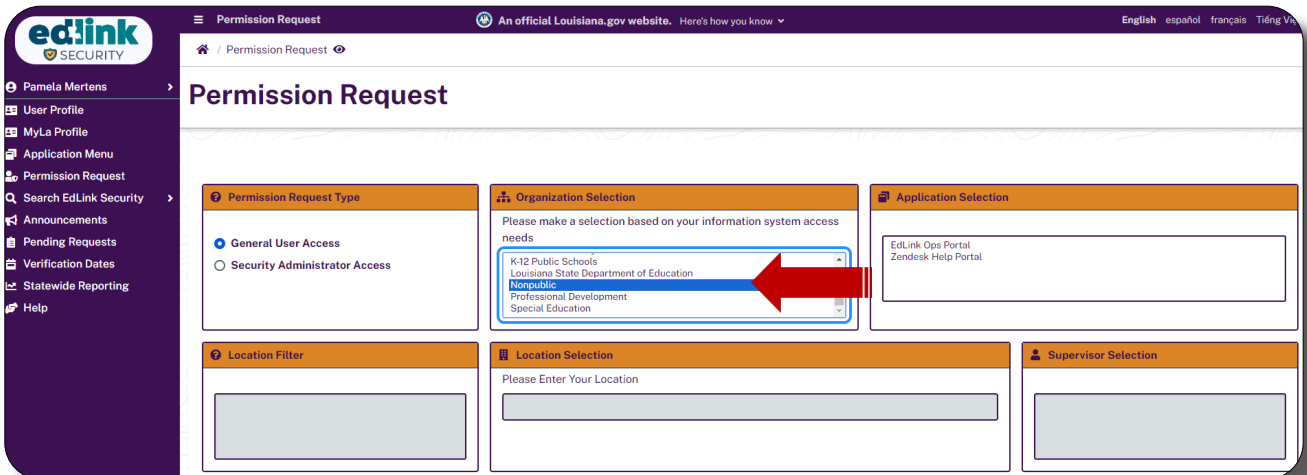 edlink
SECURITY
Pamela Mertens
User Profile
MyLa Profile
Application Menu
Permission Request
Search EdLink Security
Announcements
Pending Requests
Verification Dates
Statewide Reporting
Help
Permission Request
An official Louisiana.gov website. Here's how you know
English español français Tiếng
/ Permission Request
Permission Request
Permission Request Type
General User Access
Security Administrator Access
Organization Selection
Please make a selection based on your information system access
needs
K-12 Public Schools
Louisiana State Department of Education
Nonpublic
Professional Development
Special Education
Application Selection
EdLink Ops Portal
Zendesk Help Portal
Location Filter
Location Selection
Please Enter Your Location
Supervisor Selection